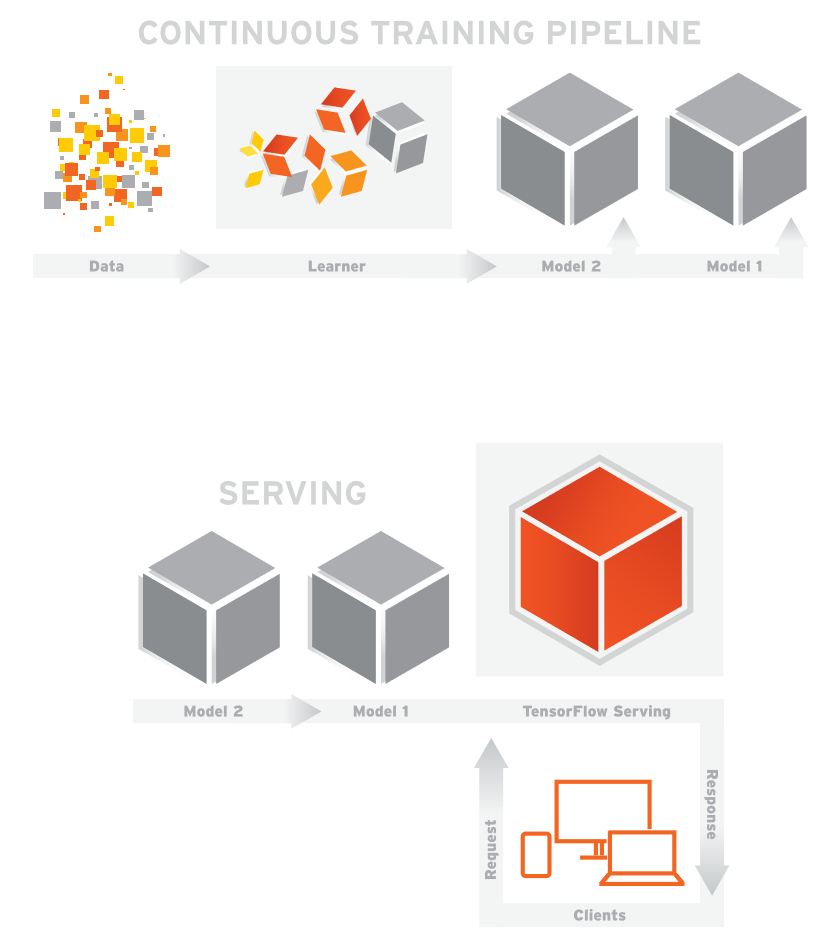 CONTINUOUS TRAINING PIPELINE
Data
Learner
Model 2
Model 1
SERVING
Model 2
Model 1
TensorFlow Serving
Request
Response
Clients